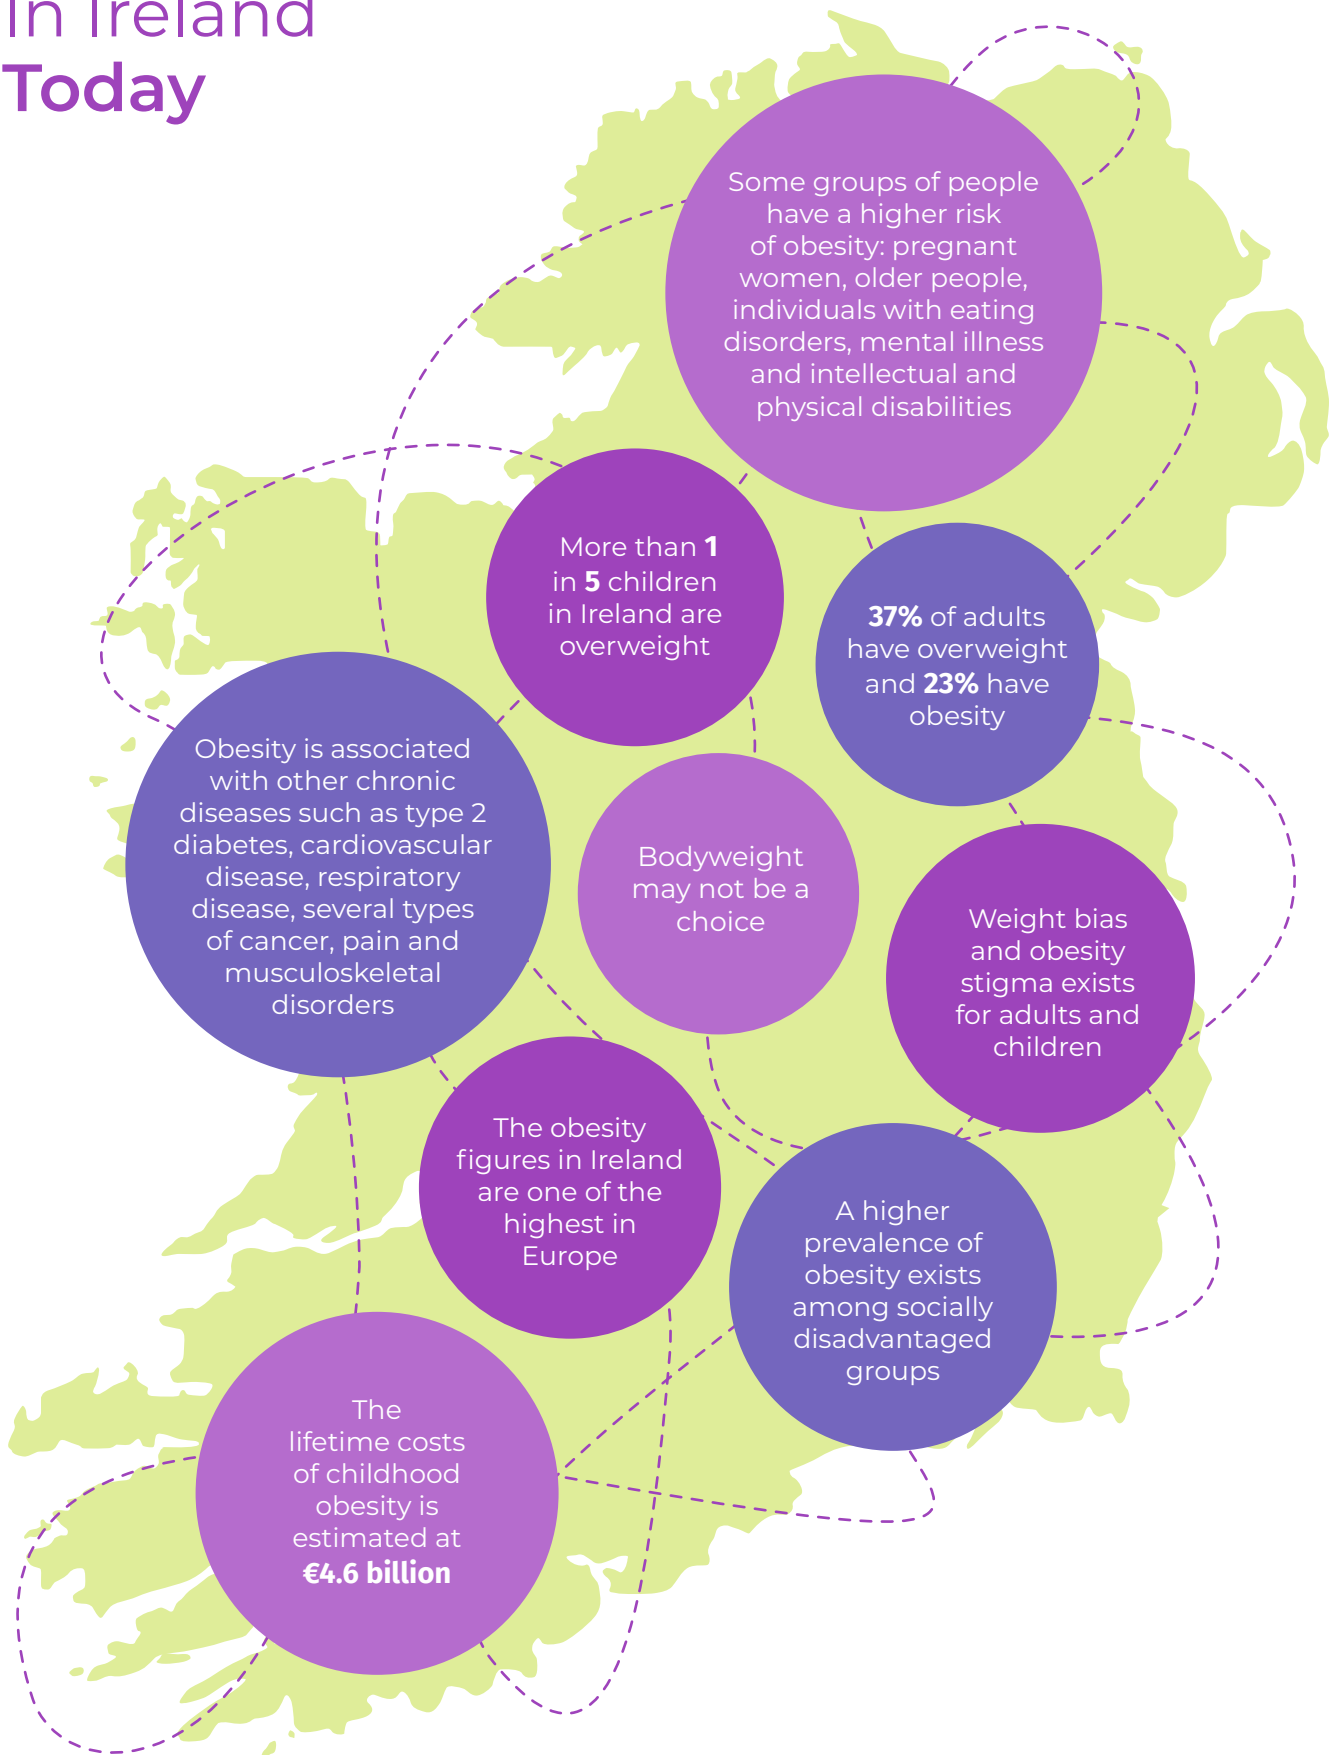 In Ireland
Today
Some groups of people
have a higher risk
of obesity: pregnant
women, older people,
individuals with eating
disorders, mental illness
and intellectual and
physical disabilities
More than 1
in 5 children
in Ireland are
overweight
37% of adults
have overweight
and 23% have
obesity
Obesity is associated
with other chronic
diseases such as type 2
diabetes, cardiovascular
disease, respiratory
disease, several types
of cancer, pain and
musculoskeletal
disorders
Bodyweight
may not be a
choice
Weight bias
and obesity
stigma exists
for adults and
children
The obesity
figures in Ireland
are one of the
highest in
Europe
A higher
prevalence of
obesity exists
among socially
disadvantaged
groups
The
lifetime costs
of childhood
obesity is
estimated at
€4.6 billion